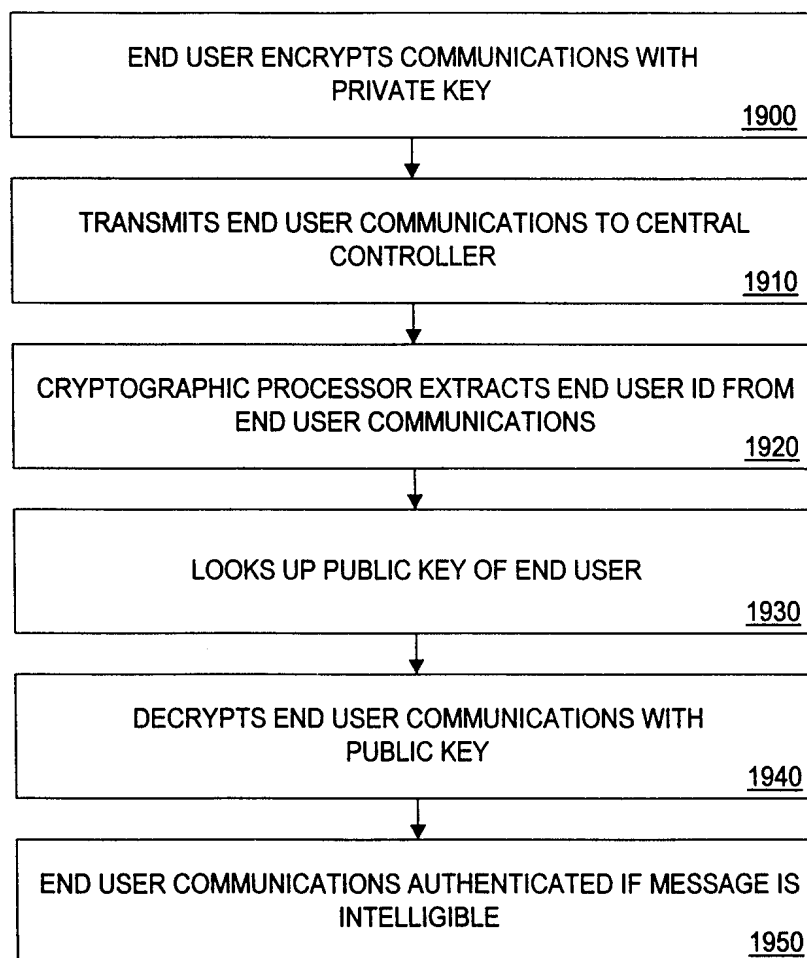 END USER ENCRYPTS COMMUNICATIONS WITH
PRIVATE KEY
1900
TRANSMITS END USER COMMUNICATIONS TO CENTRAL
CONTROLLER
1910
CRYPTOGRAPHIC PROCESSOR EXTRACTS END USER ID FROM
END USER COMMUNICATIONS
1920
LOOKS UP PUBLIC KEY OF END USER
1930
DECRYPTS END USER COMMUNICATIONS WITH
PUBLIC KEY
1940
END USER COMMUNICATIONS AUTHENTICATED IF MESSAGE IS
INTELLIGIBLE
1950